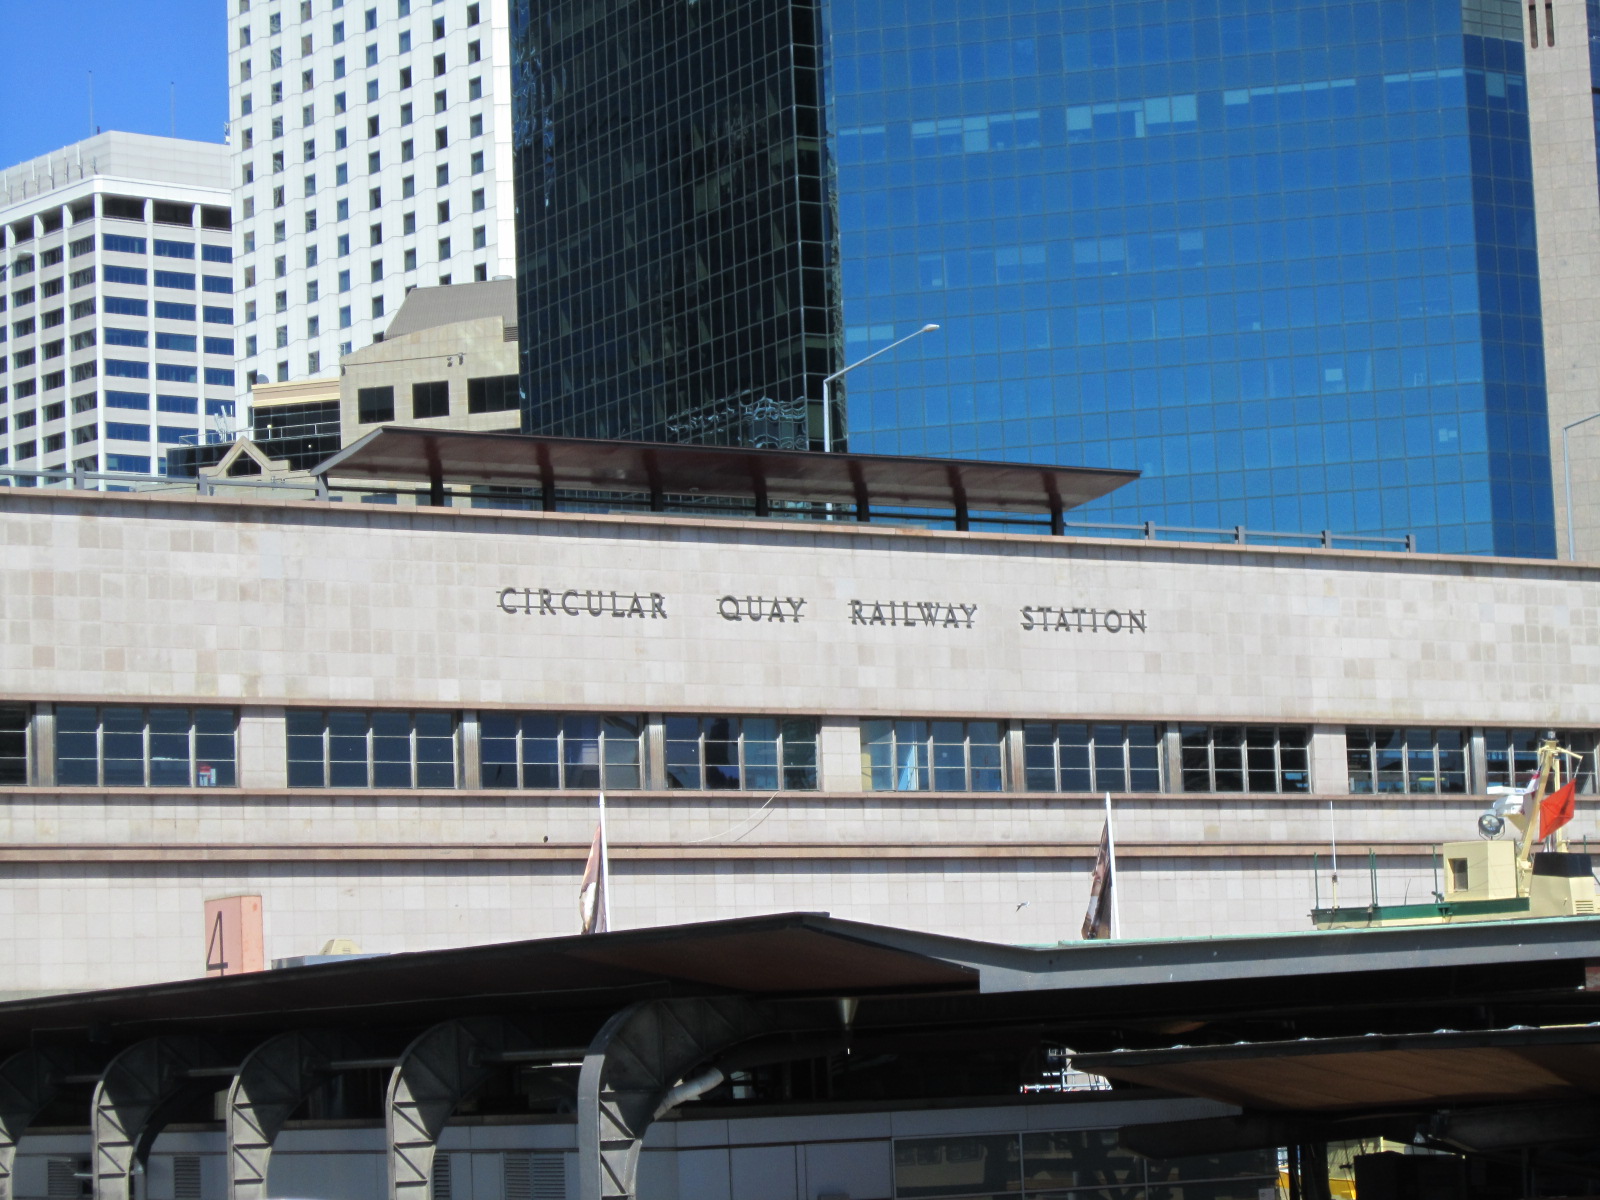 CIRCULAR QUAY RAILWAY STATION
4